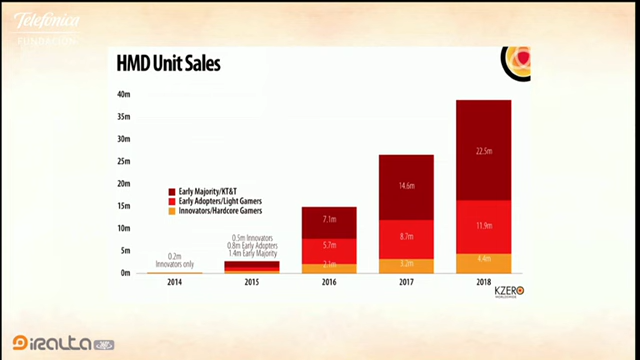 Telefónica
FUNDACIÓN
HMD Unit Sales
40m
35m
30m
25m
20m
15m
10m
5m
0m
Early Majority/KT&T
Early Adopters/Light Gamers
Innovators/Hardcore Gamers
0.2m
Innovators only
0.5m Innovators
0.8m Early Adopters
1.4m Early Majority
7.1m
5.7m
2.1m
14.6m
8.7m
3.2m
22.5m
11.9m
4.4m
2014
2015
2016
2017
2018
KZERO
WORLDSWIDE
iralta